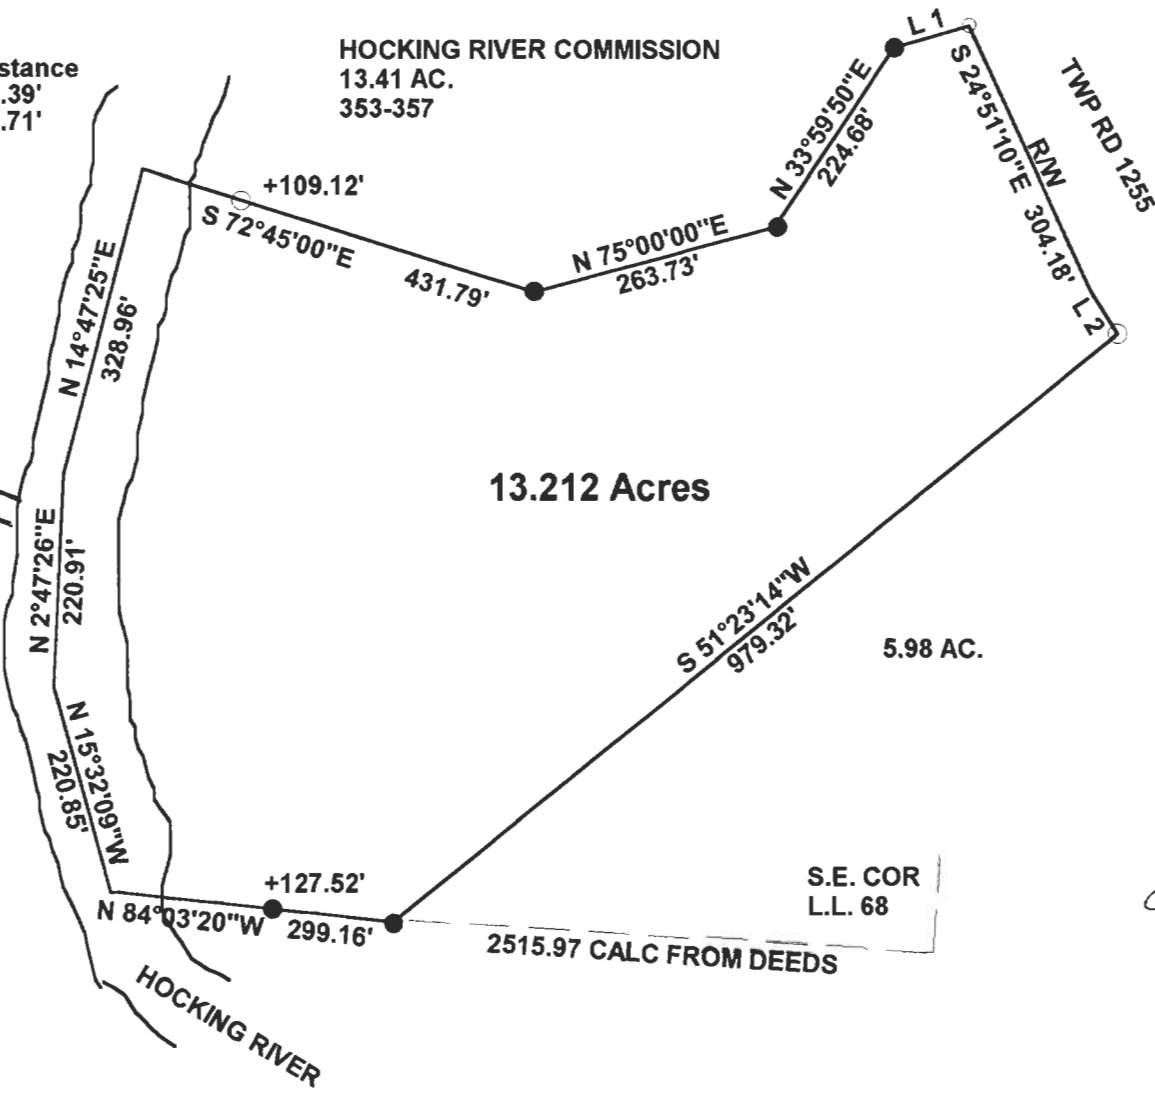 stance
.39'
.71'
HOCKING RIVER COMMISSION
13.41 AC.
353-357
L 1
TWP RD 1255
S 24°51'10"E 304.18'
R/W
L 2
N 33°59'50"E
224.68'
N 75°00'00"E
263.73'
+109.12'
S 72°45'00"E
431.79'
N 14°47'25"E
328.96'
N 2°47'26"E
220.91'
N 15°32'09"W
220.85'
13.212 Acres
S 51°23'14"W
979.32'
5.98 AC.
+127.52'
N 84°03'20"W
299.16'
S.E. COR
L.L. 68
2515.97 CALC FROM DEEDS
HOCKING RIVER